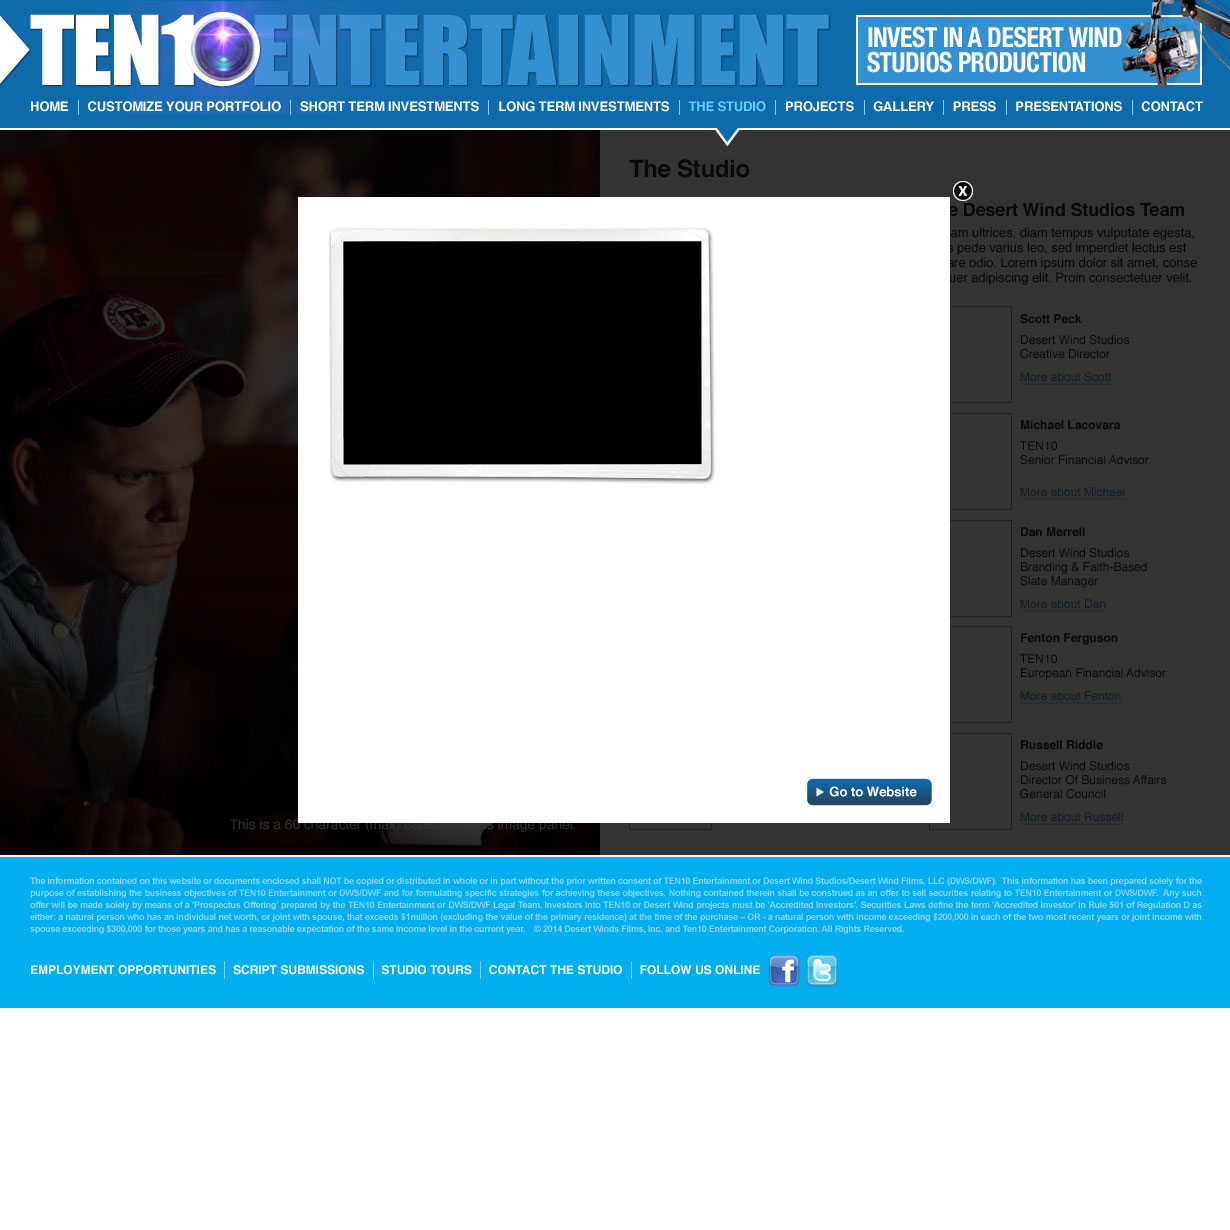 TEN10 ENTERTAINMENT
INVEST IN A DESERT WIND
STUDIOS PRODUCTION
HOME
CUSTOMIZE YOUR PORTFOLIO
SHORT TERM INVESTMENTS
LONG TERM INVESTMENTS
THE STUDIO
PROJECTS
GALLERY
PRESS
PRESENTATIONS
CONTACT
The Studio
X
e Desert Wind Studios Team
am ultrices, diam tempus vulputate egesta,
s pede varius leo, sed imperdiet lectus est
are odio. Lorem ipsum dolor sit amet, conse
uer adipiscing elit. Proin consectetuer velit.
Scott Peck
Desert Wind Studios
Creative Director
More about Scott
Michael Lacovara
TEN10
Senior Financial Advisor
More about Michael
Dan Merrell
Desert Wind Studios
Branding & Faith-Based
Slate Manager
More about Dan
Fenton Ferguson
TEN10
European Financial Advisor
More about Fenton
Russell Riddle
Desert Wind Studios
Director Of Business Affairs
General Council
More about Russell
Go to Website
This is a 60 character (max) caption image panel.
The information contained on this website or documents enclosed shall NOT be copied or distributed in whole or in part without the prior written consent of TEN10 Entertainment or Desert Wind Studios/Desert Wind Films, LLC (DWS/DWF). This information has been prepared solely for the
purpose of establishing the business objectives of TEN10 Entertainment or DWS/DWF and for formulating specific strategies for achieving these objectives. Nothing contained therein shall be construed as an offer to sell securities relating to TEN10 Entertainment or DWS/DWF. Any such
offer will be made solely by means of a 'Prospectus Offering' prepared by the TEN10 Entertainment or DWS/DWF Legal Team. Investors into TEN10 or Desert Wind projects must be 'Accredited Investors'. Securities Laws define the term 'Accredited Investor' in Rule 501 of Regulation D as
either: a natural person who has an individual net worth, or joint with spouse, that exceeds $1million (excluding the value of the primary residence) at the time of the purchase – OR - a natural person with income exceeding $200,000 in each of the two most recent years or joint income with
spouse exceeding $300,000 for those years and has a reasonable expectation of the same income level in the current year. © 2014 Desert Winds Films, Inc. and Ten10 Entertainment Corporation. All Rights Reserved.
EMPLOYMENT OPPORTUNITIES
SCRIPT SUBMISSIONS
STUDIO TOURS
CONTACT THE STUDIO
FOLLOW US ONLINE